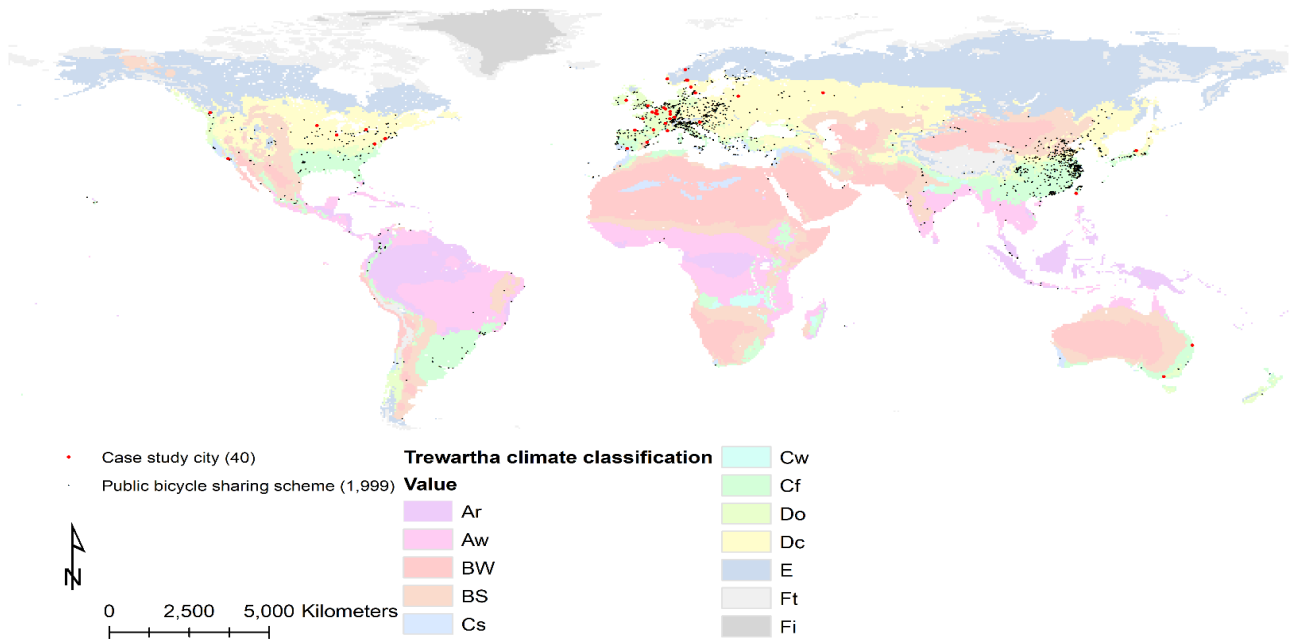 Case study city (40)
Public bicycle sharing scheme (1,999)
N
0 2,500 5,000 Kilometers
Trewartha climate classification
Value
Ar
Aw
BW
BS
Cs
Cw
Cf
Do
Dc
E
Ft
Fi